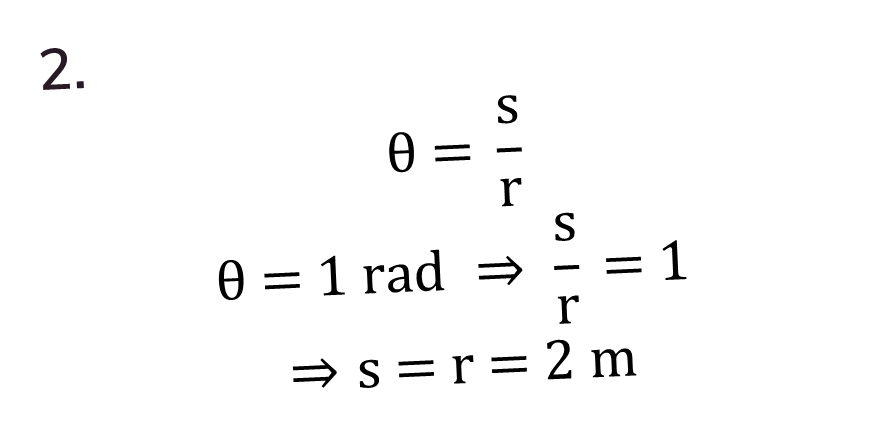 2.
θ = s/r
θ = 1 rad ⇒ s/r = 1
⇒ s = r = 2 m